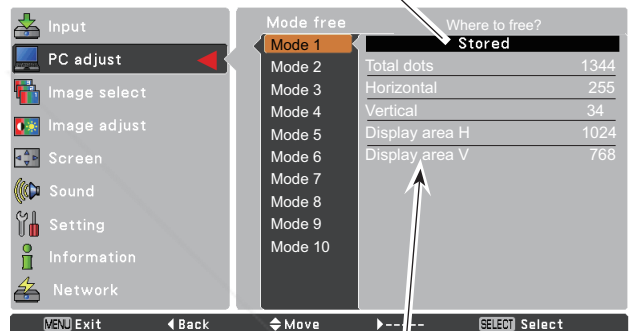 Input
PC adjust
Image select
Image adjust
Screen
Sound
Setting
Information
Network
Mode free
Mode 1
Mode 2
Mode 3
Mode 4
Mode 5
Mode 6
Mode 7
Mode 8
Mode 9
Mode 10
Where to free?
Stored
Total dots 1344
Horizontal 255
Vertical 34
Display area H 1024
Display area V 768
MENU Exit Back Move ----- SELECT Select